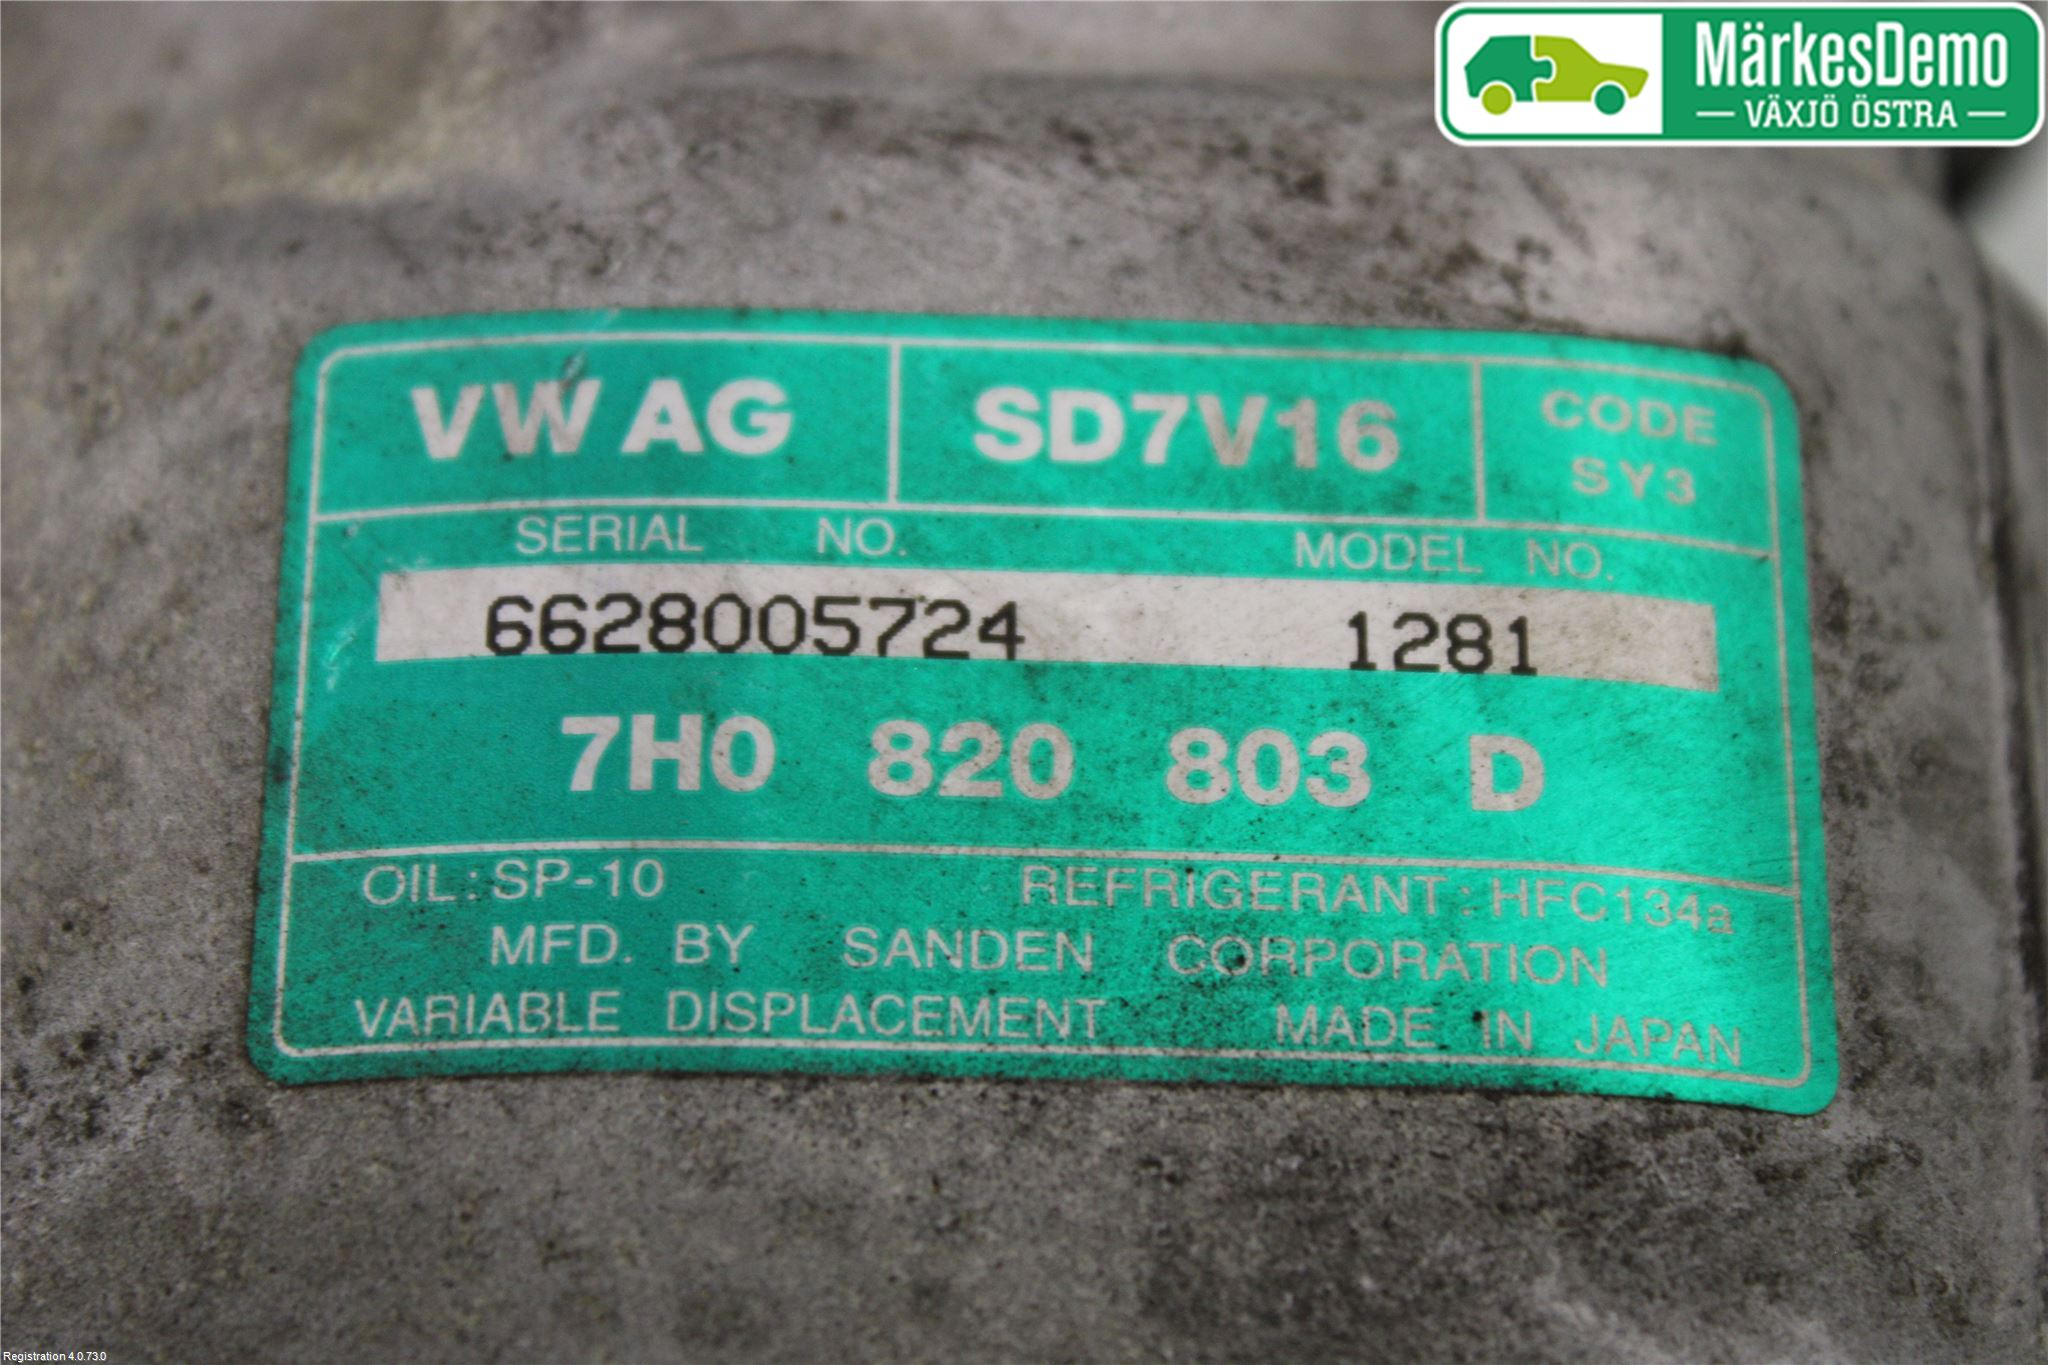 MärkesDemo
VÄXJÖ ÖSTRA
VW AG SD7V16 CODE
SY3
SERIAL NO. MODEL NO.
6628005724 1281
7H0 820 803 D
OIL: SP-10 REFRIGERANT: HFC134a
MFD. BY SANDEN CORPORATION
VARIABLE DISPLACEMENT MADE IN JAPAN
Registration 4.0.73.0